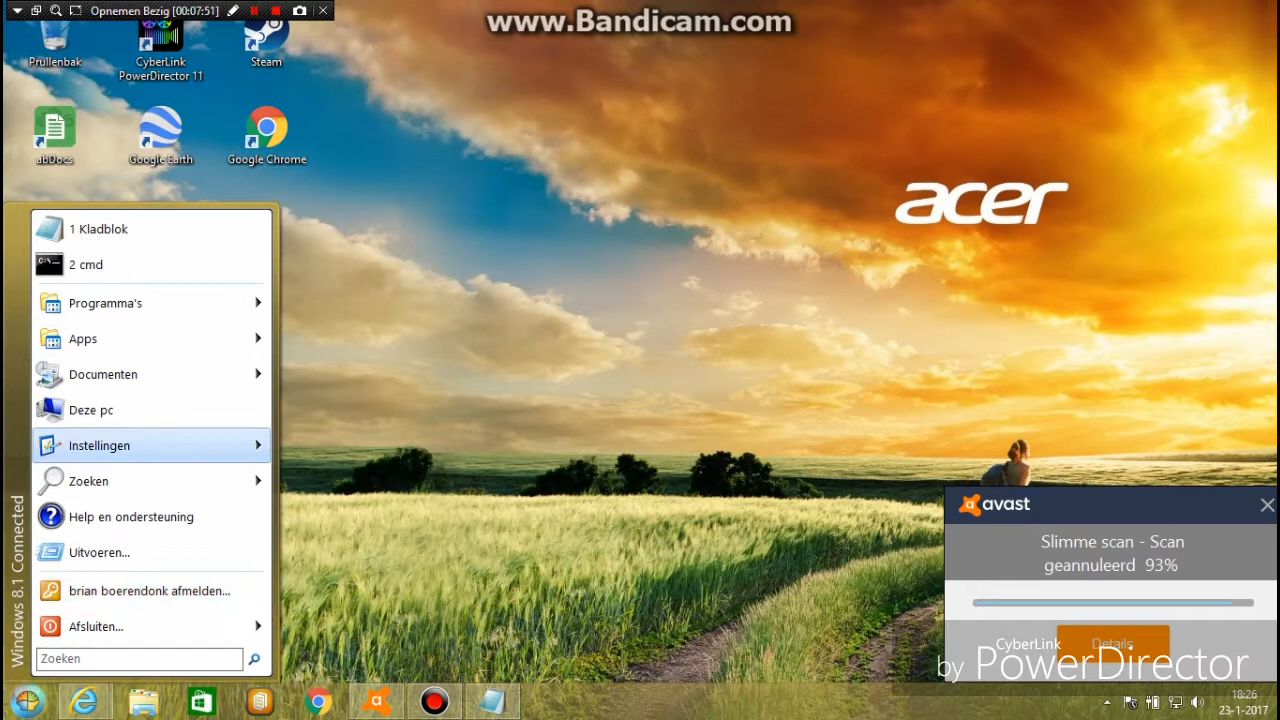 Opnemen Bezig [00:07:51]
www.Bandicam.com
Prullenbak
CyberLink
PowerDirector 11
Steam
abDocs
Google Earth
Google Chrome
acer
1 Kladblok
2 cmd
Programma's
Apps
Documenten
Deze pc
Instellingen
Zoeken
Help en ondersteuning
Uitvoeren...
brian boerendonk afmelden...
Afsluiten...
Zoeken
Windows 8.1 Connected
avast
Slimme scan - Scan
geannuleerd 93%
Details
CyberLink
by PowerDirector
18:26
23-1-2017